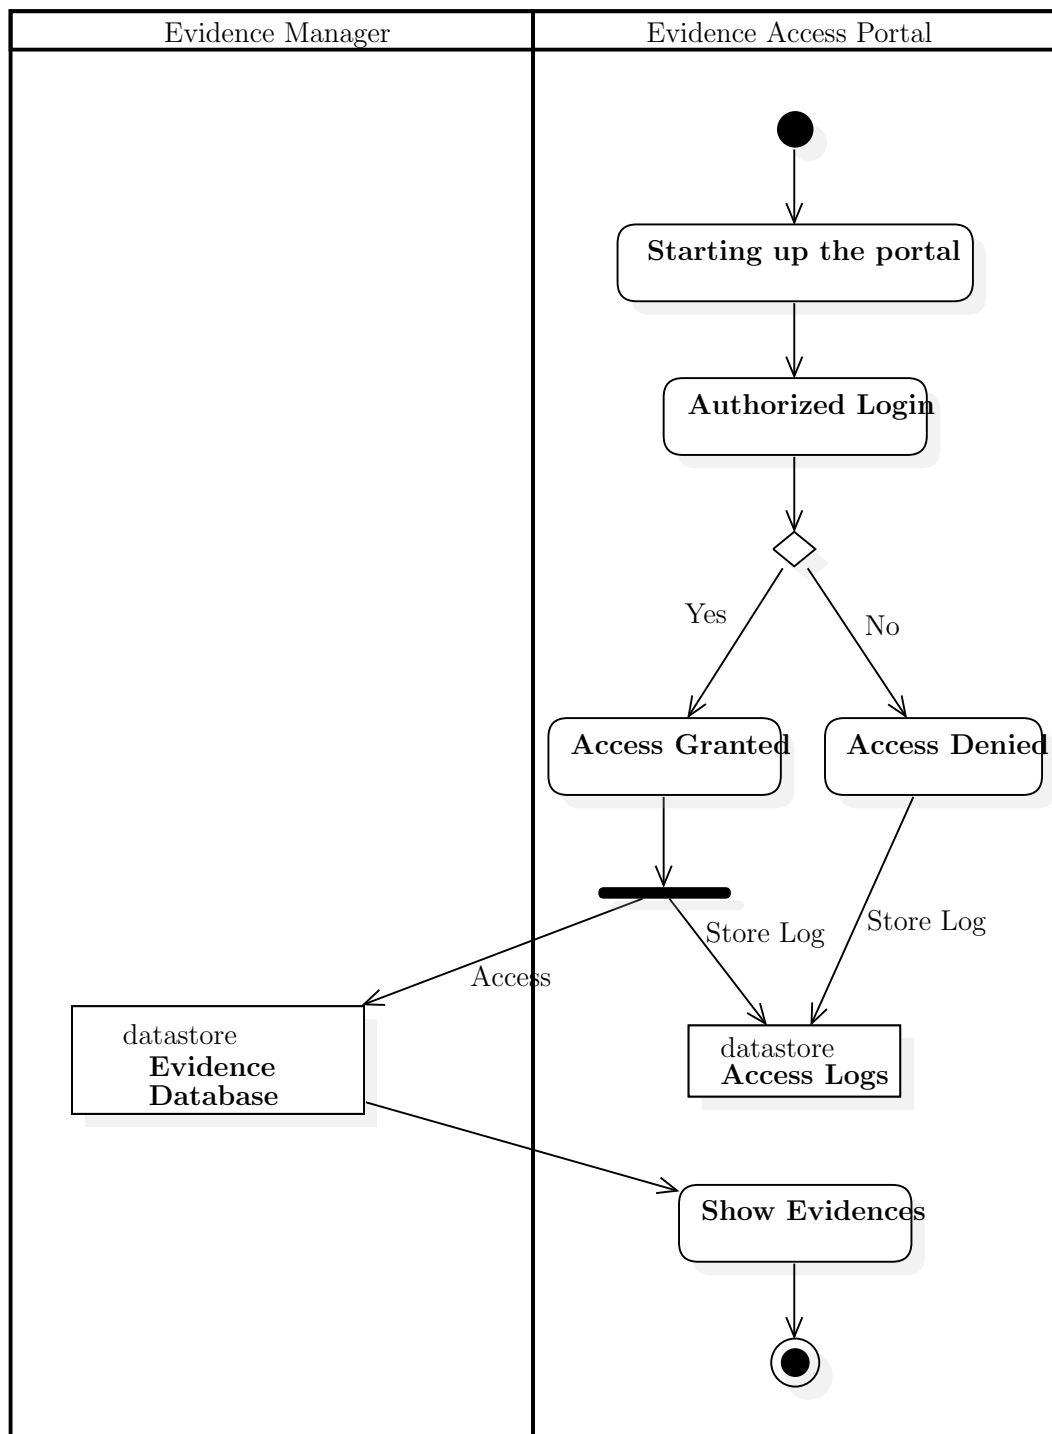 Evidence Manager
Evidence Access Portal
Starting up the portal
Authorized Login
Yes
No
Access Granted
Access Denied
Store Log
Store Log
Access
datastore
Evidence
Database
datastore
Access Logs
Show Evidences